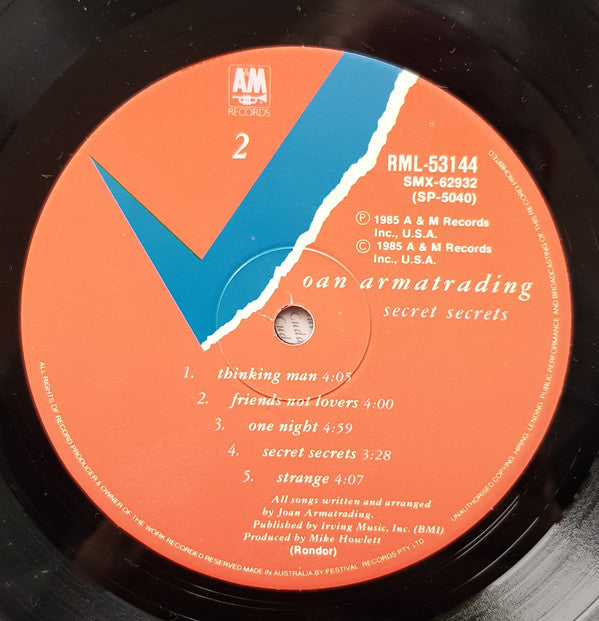 A&M
RECORDS
2
RML-53144
SMX-62932
(SP-5040)
Ⓟ 1985 A & M Records
Inc., U.S.A.
© 1985 A & M Records
Inc., U.S.A.
oan armatrading
secret secrets
1. thinking man 4:05
2. friends not lovers 4:00
3. one night 4:59
4. secret secrets 3:28
5. strange 4:07
All songs written and arranged
by Joan Armatrading.
Published by Irving Music, Inc. (BMI)
Produced by Mike Howlett
(Rondor)
ALL RIGHTS OF RECORD PRODUCER & OWNER OF THE WORK RECORDED RESERVED MADE IN AUSTRALIA BY FESTIVAL RECORDS PTY LTD
UNAUTHORISED COPYING, HIRING, LENDING, PUBLIC PERFORMANCE AND BROADCASTING OF THIS RECORD PROHIBITED